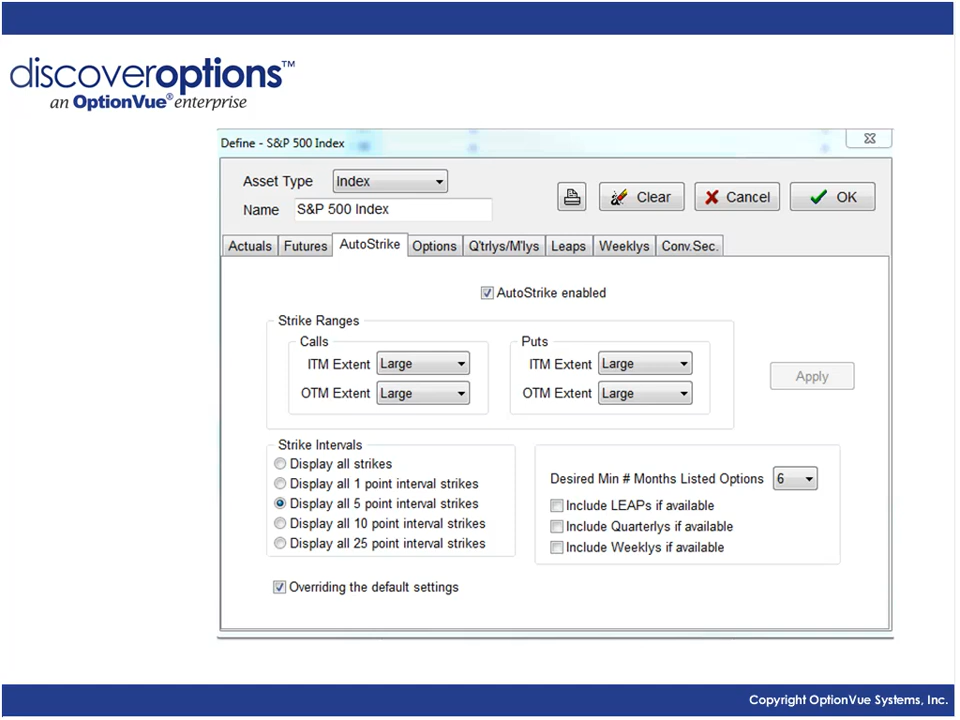 discoveroptions™
an OptionVue® enterprise
Define - S&P 500 Index
Asset Type Index
Name S&P 500 Index
Clear Cancel OK
Actuals Futures AutoStrike Options Q'trlys/M'lys Leaps Weeklys Conv.Sec.
AutoStrike enabled
Strike Ranges
Calls Puts
ITM Extent Large ITM Extent Large
OTM Extent Large OTM Extent Large
Apply
Strike Intervals
Display all strikes
Display all 1 point interval strikes
Display all 5 point interval strikes
Display all 10 point interval strikes
Display all 25 point interval strikes
Desired Min # Months Listed Options 6
Include LEAPs if available
Include Quarterlys if available
Include Weeklys if available
Overriding the default settings
Copyright OptionVue Systems, Inc.